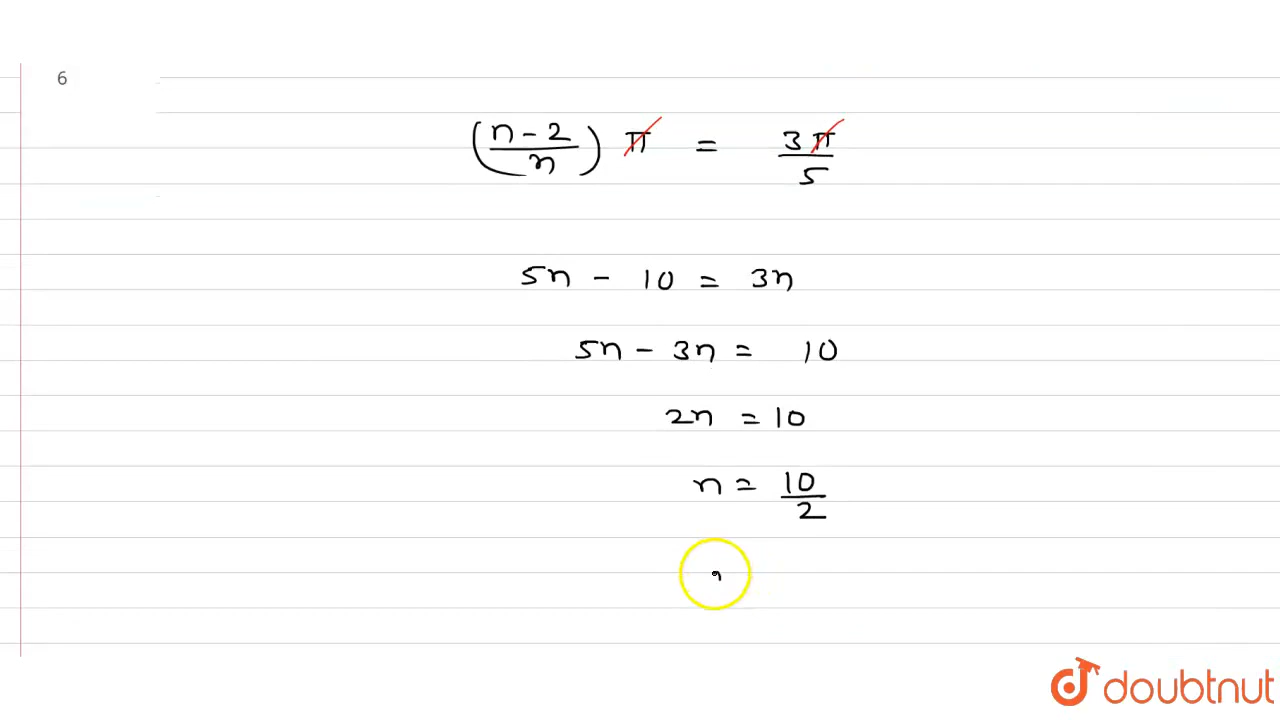 6
(n-2/n) π = 3π/5
5n - 10 = 3n
5n - 3n = 10
2n = 10
n = 10/2
doubtnut